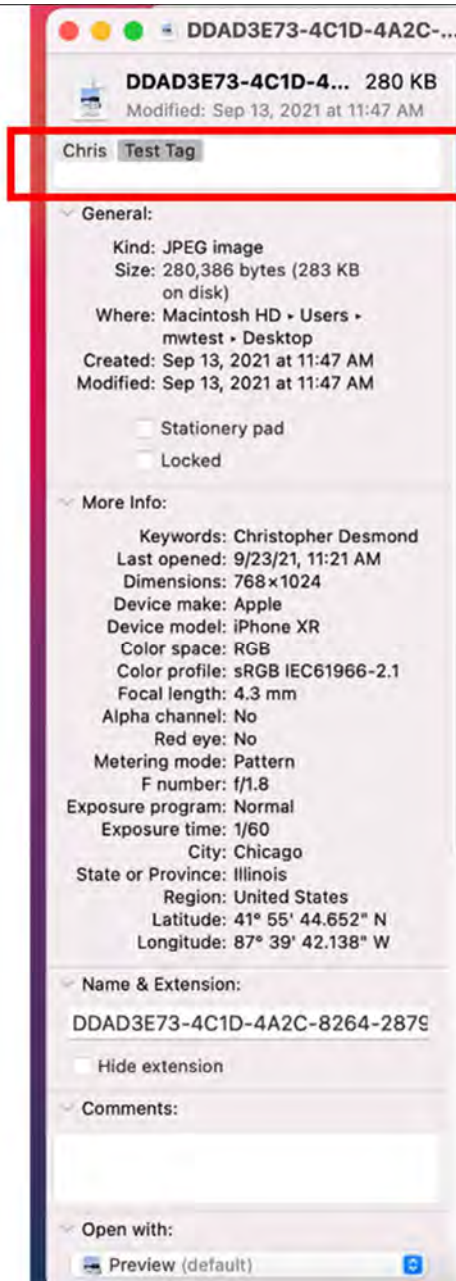 DDAD3E73-4C1D-4A2C-...
DDAD3E73-4C1D-4... 280 KB
Modified: Sep 13, 2021 at 11:47 AM
Chris Test Tag
General:
Kind: JPEG image
Size: 280,386 bytes (283 KB
on disk)
Where: Macintosh HD ▸ Users ▸
mwtest ▸ Desktop
Created: Sep 13, 2021 at 11:47 AM
Modified: Sep 13, 2021 at 11:47 AM
Stationery pad
Locked
More Info:
Keywords: Christopher Desmond
Last opened: 9/23/21, 11:21 AM
Dimensions: 768×1024
Device make: Apple
Device model: iPhone XR
Color space: RGB
Color profile: sRGB IEC61966-2.1
Focal length: 4.3 mm
Alpha channel: No
Red eye: No
Metering mode: Pattern
F number: f/1.8
Exposure program: Normal
Exposure time: 1/60
City: Chicago
State or Province: Illinois
Region: United States
Latitude: 41° 55' 44.652" N
Longitude: 87° 39' 42.138" W
Name & Extension:
DDAD3E73-4C1D-4A2C-8264-2879
Hide extension
Comments:
Open with:
Preview (default)